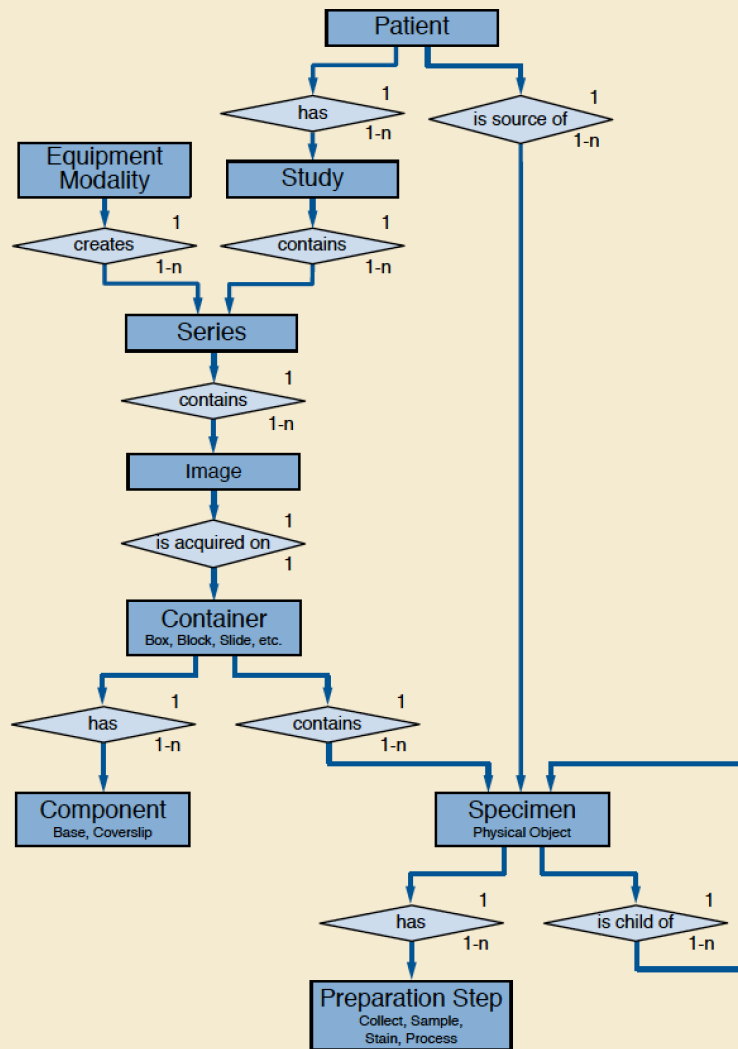 Patient
1
has
1-n
1
is source of
1-n
Equipment
Modality
Study
1
creates
1-n
1
contains
1-n
Series
1
contains
1-n
Image
1
is acquired on
1
Container
Box, Block, Slide, etc.
1
has
1-n
1
contains
1-n
Component
Base, Coverslip
Specimen
Physical Object
1
has
1-n
1
is child of
1-n
Preparation Step
Collect, Sample,
Stain, Process